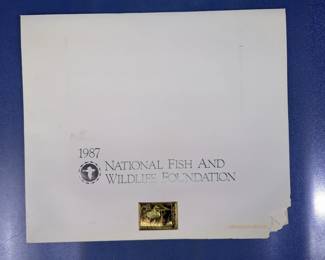 1987
NATIONAL FISH AND
WILDLIFE FOUNDATION